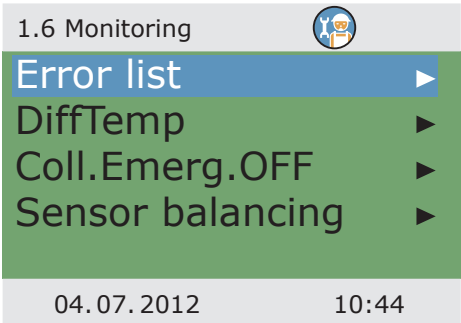 1.6 Monitoring
Error list
DiffTemp
Coll.Emerg.OFF
Sensor balancing
04.07.2012 10:44